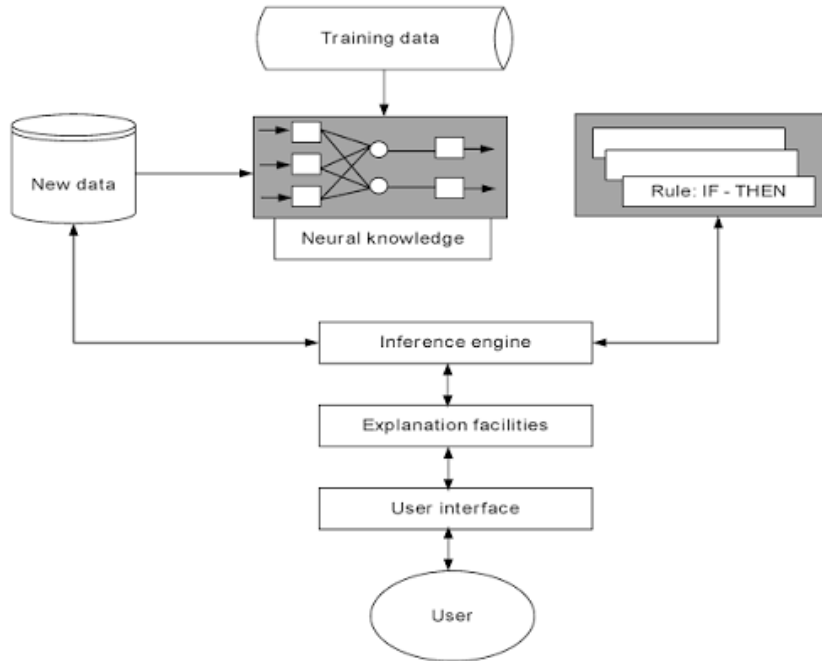 Training data
New data
Neural knowledge
Rule: IF - THEN
Inference engine
Explanation facilities
User interface
User